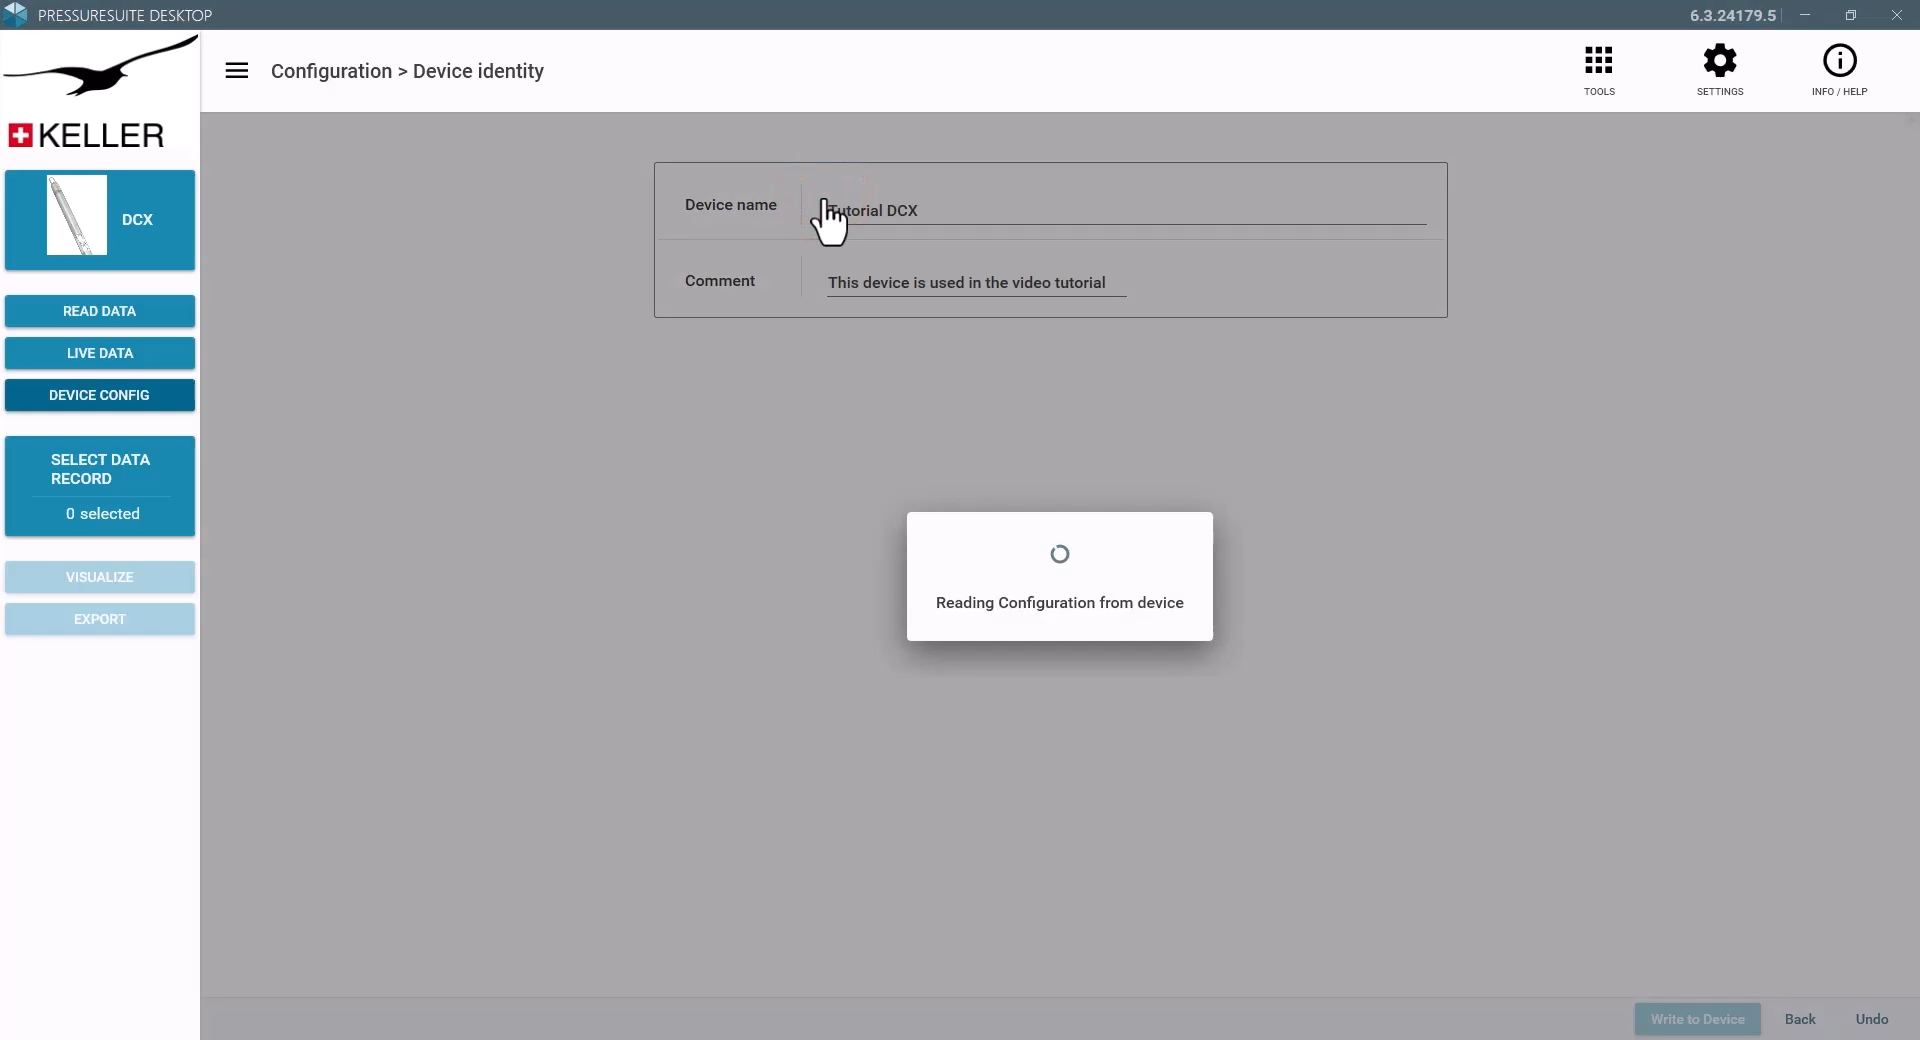 PRESSURESUITE DESKTOP
6.3.24179.5
KELLER
Configuration > Device identity
TOOLS
SETTINGS
INFO / HELP
DCX
READ DATA
LIVE DATA
DEVICE CONFIG
SELECT DATA
RECORD
0 selected
VISUALIZE
EXPORT
Device name
Tutorial DCX
Comment
This device is used in the video tutorial
Reading Configuration from device
Write to Device
Back
Undo